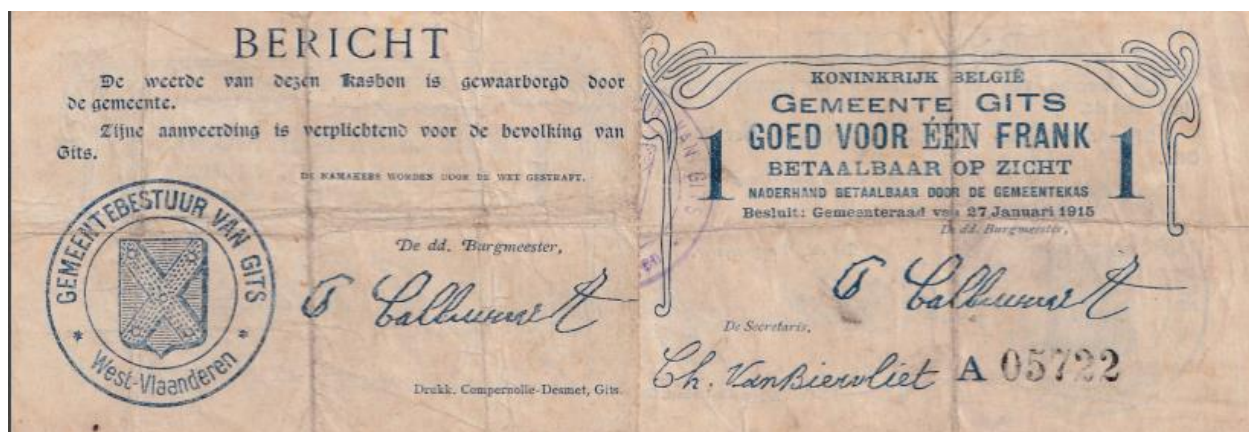 BERICHT
De weerde van dezen Kasbon is gewaarborgd door
de gemeente.
Zijne aanveerding is verplichtend voor de bevolking van
Gits.
DE NAMAKERS WORDEN DOOR DE WET GESTRAFT.
GEMEENTEBESTUUR VAN GITS
* West-Vlaanderen *
De dd. Burgmeester,
Drukk. Compernolle-Desmet, Gits.
KONINKRIJK BELGIË
GEMEENTE GITS
1 GOED VOOR ÉÉN FRANK 1
BETAALBAAR OP ZICHT
NADERHAND BETAALBAAR DOOR DE GEMEENTEKAS
Besluit: Gemeenteraad van 27 Januari 1915
De dd. Burgmeester,
De Secretaris,
Ch. VanBiervliet A 05722
VAN GITS